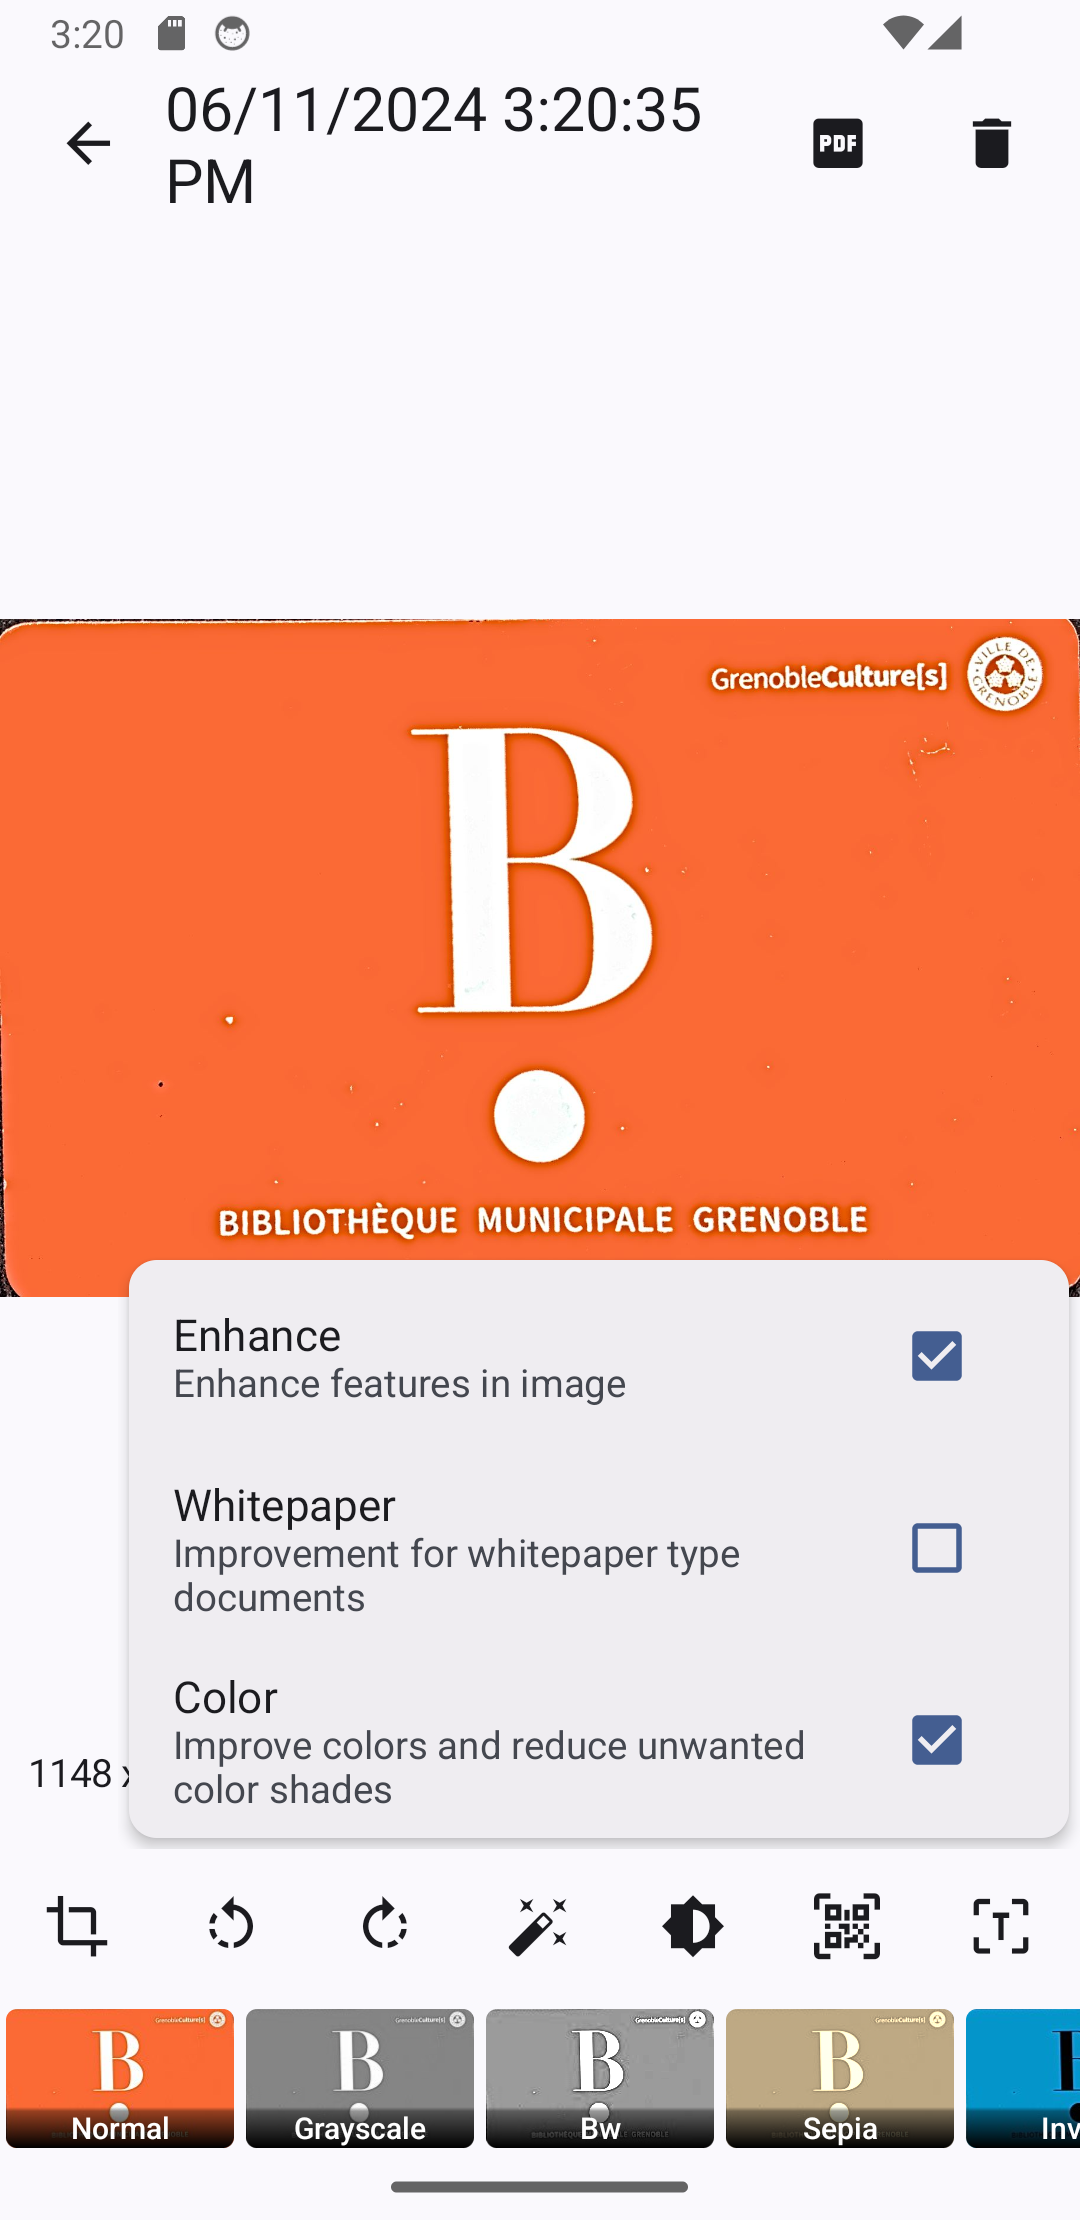 3:20
06/11/2024 3:20:35
PM
PDF
GrenobleCulture[s]
VILLE DE
GRENOBLE
B
BIBLIOTHÈQUE MUNICIPALE GRENOBLE
Enhance
Enhance features in image
Whitepaper
Improvement for whitepaper type
documents
Color
Improve colors and reduce unwanted
color shades
1148 x
T
Normal
Grayscale
Bw
Sepia
Inv